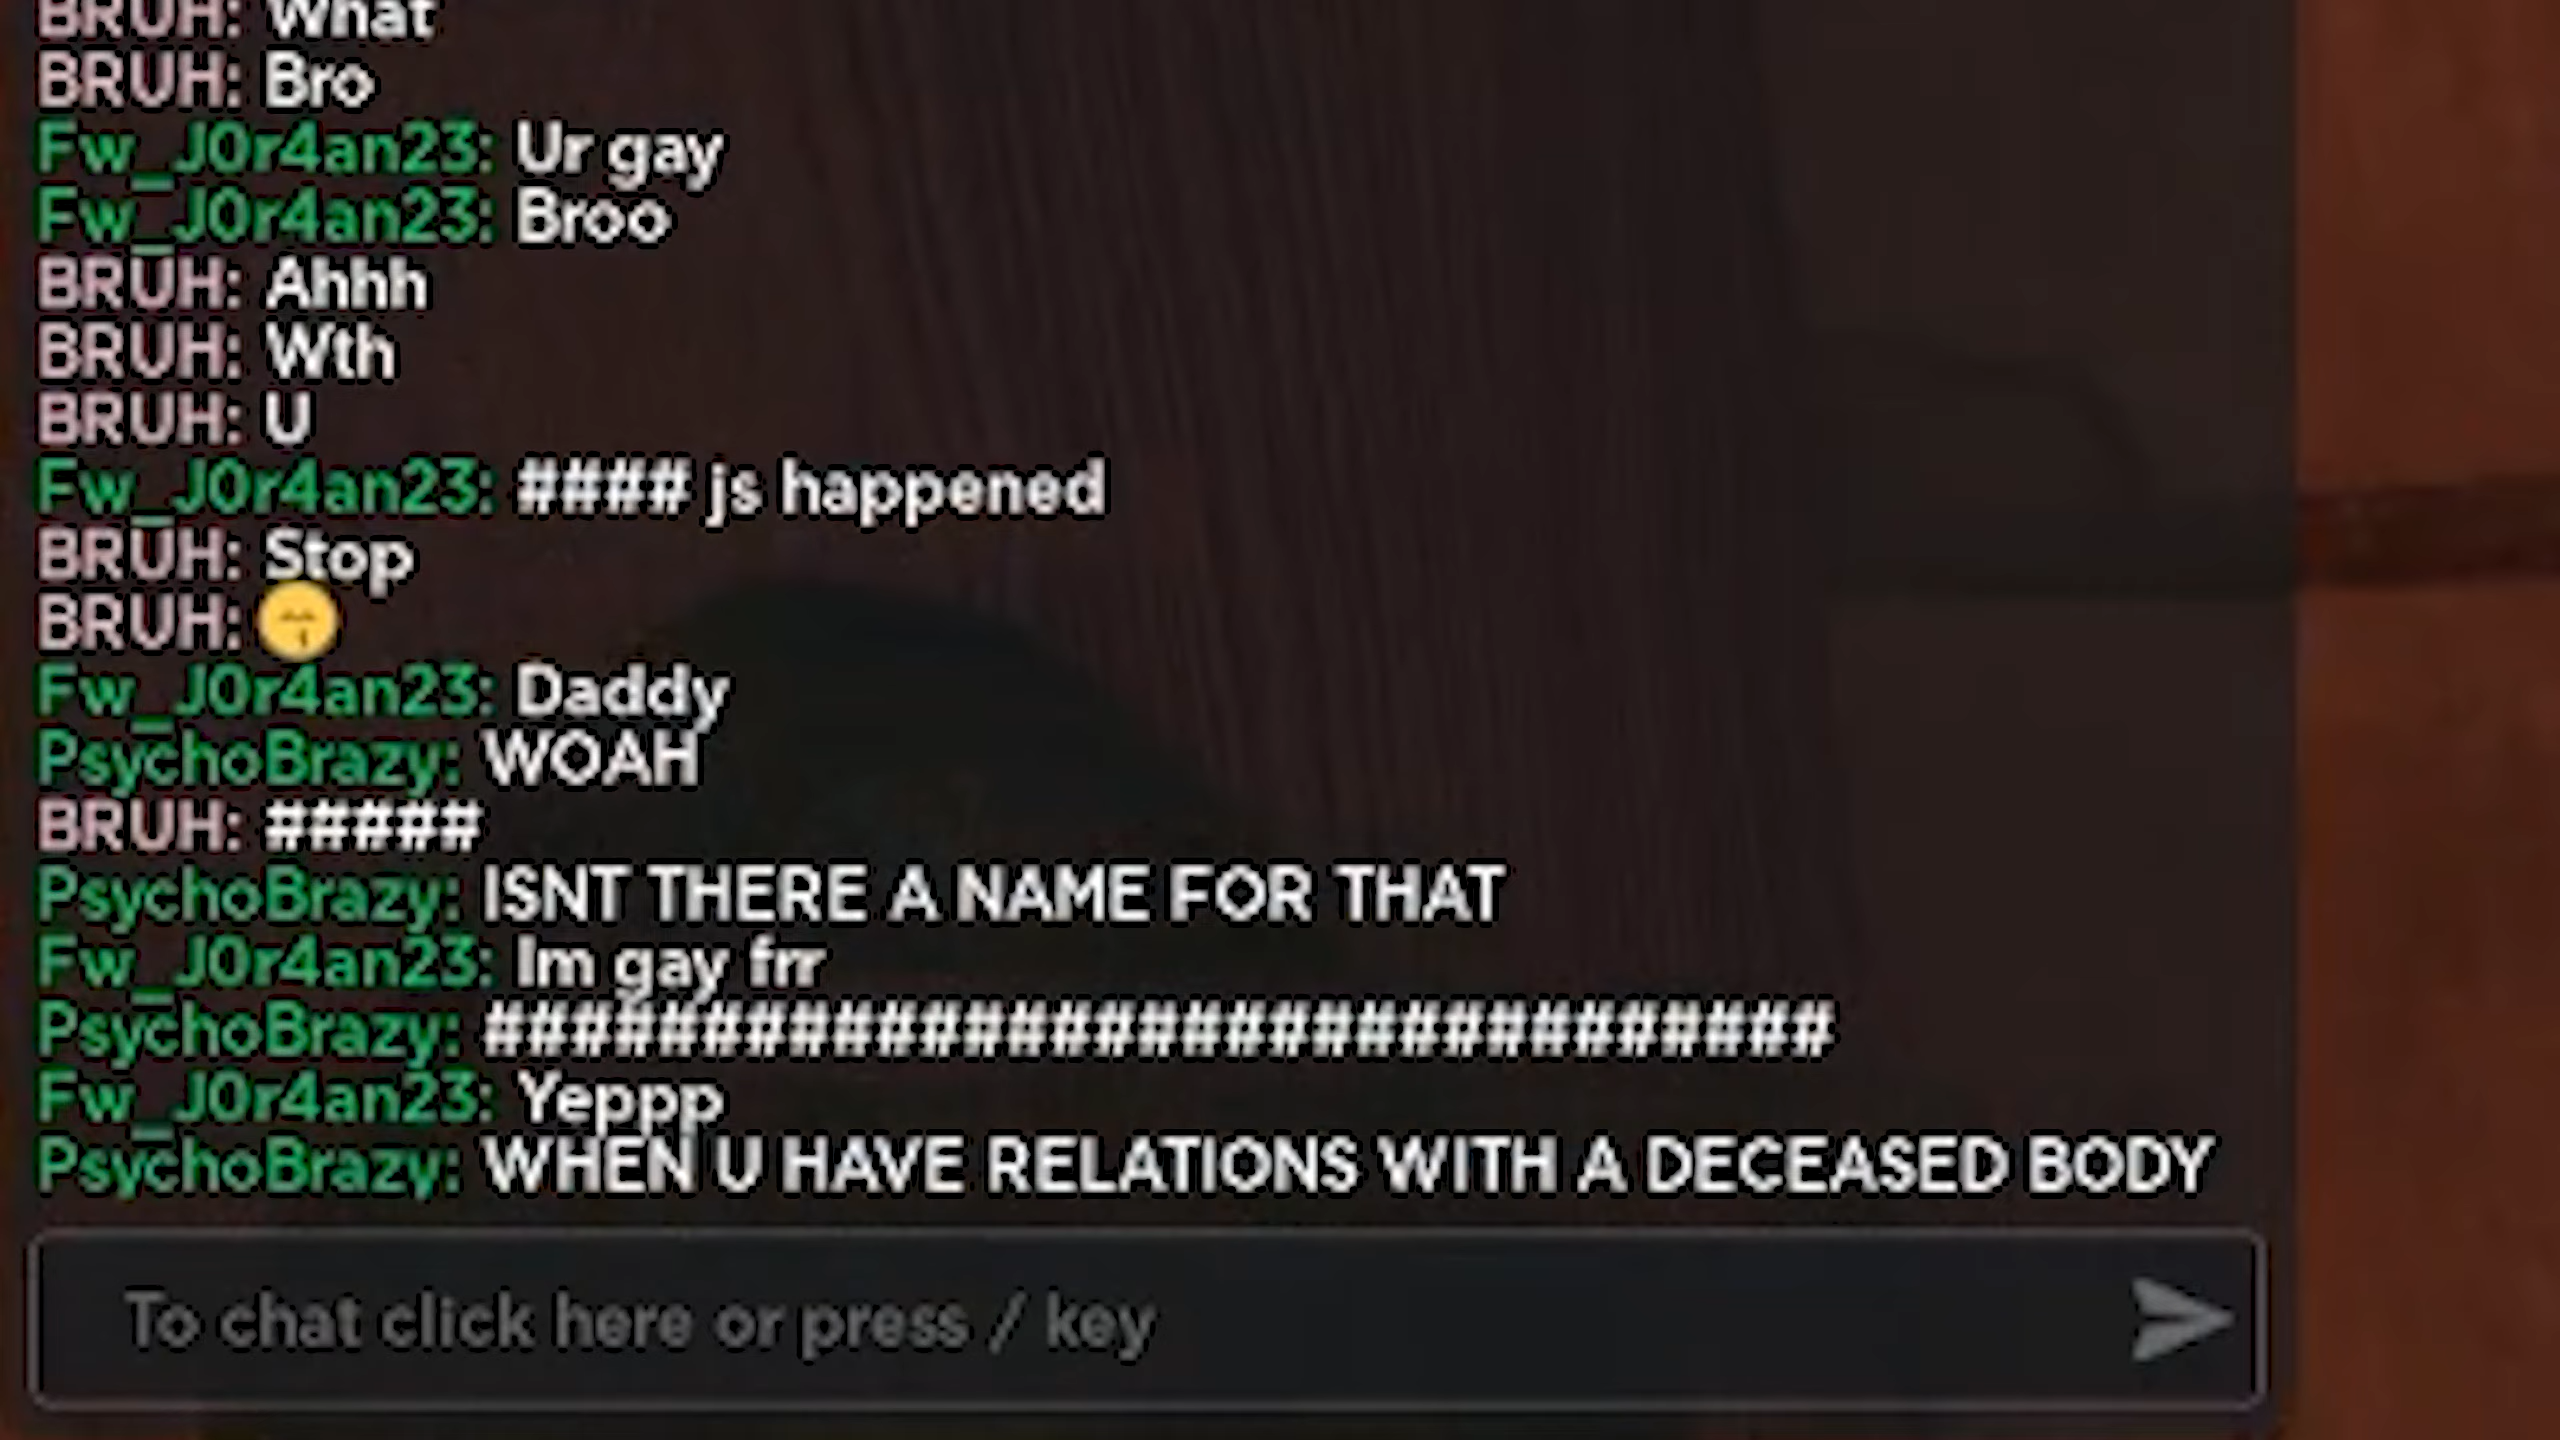 BRUH: What
BRUH: Bro
Fw_J0r4an23: Ur gay
Fw_J0r4an23: Broo
BRUH: Ahhh
BRUH: Wth
BRUH: U
Fw_J0r4an23: #### js happened
BRUH: Stop
BRUH: 😙
Fw_J0r4an23: Daddy
PsychoBrazy: WOAH
BRUH: #####
PsychoBrazy: ISNT THERE A NAME FOR THAT
Fw_J0r4an23: Im gay frr
PsychoBrazy: ###############################
Fw_J0r4an23: Yeppp
PsychoBrazy: WHEN U HAVE RELATIONS WITH A DECEASED BODY
To chat click here or press / key